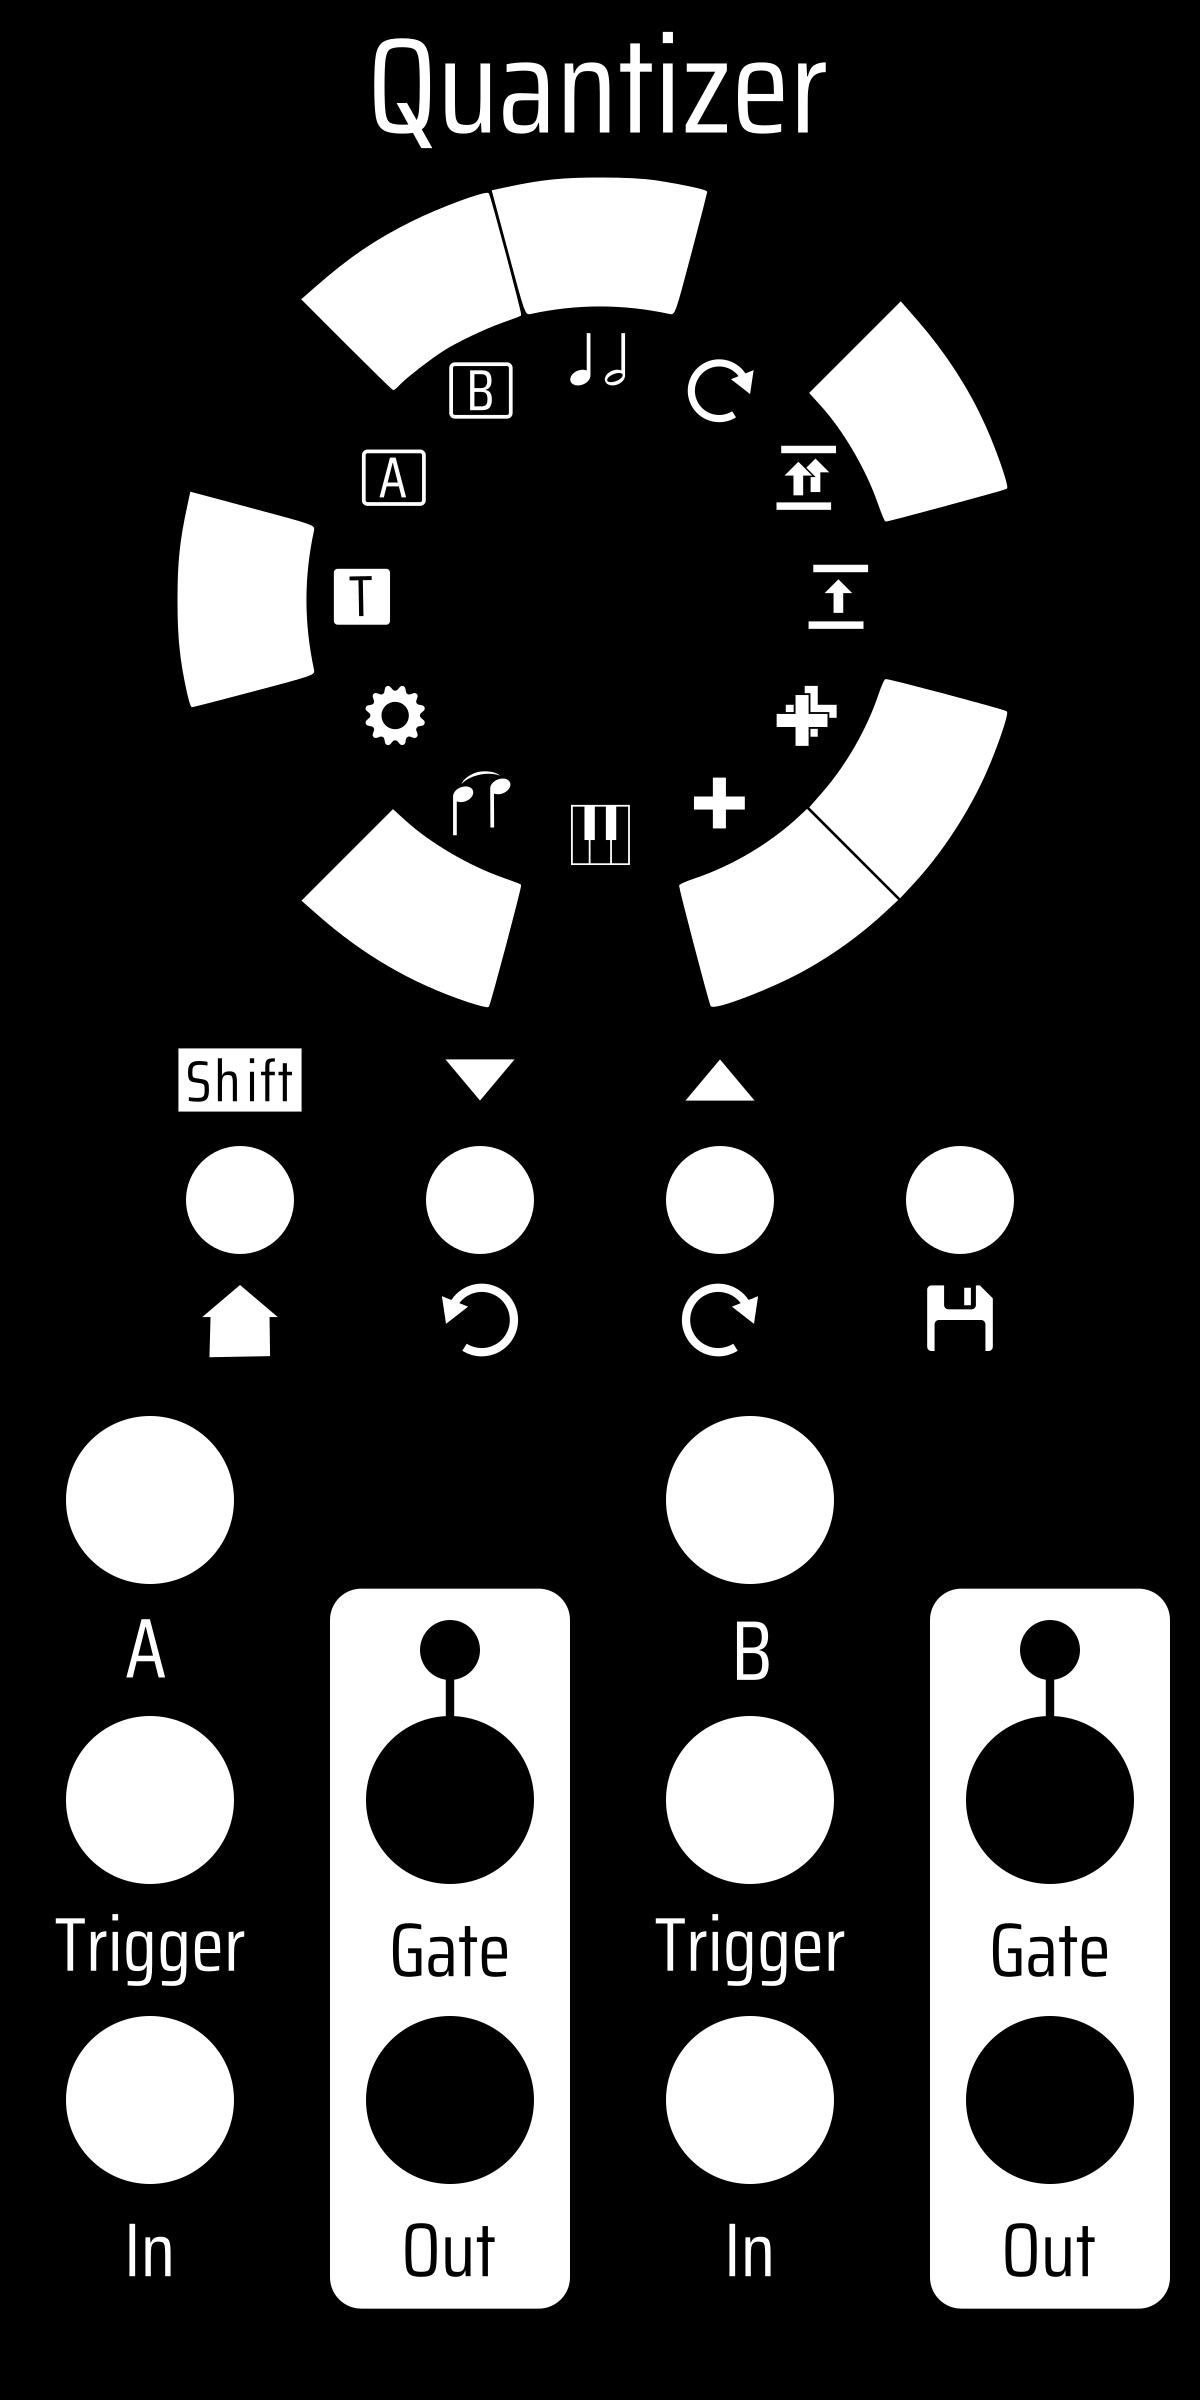 Quantizer
B
A
T
Shift
A B
Trigger Gate Trigger Gate
In Out In Out